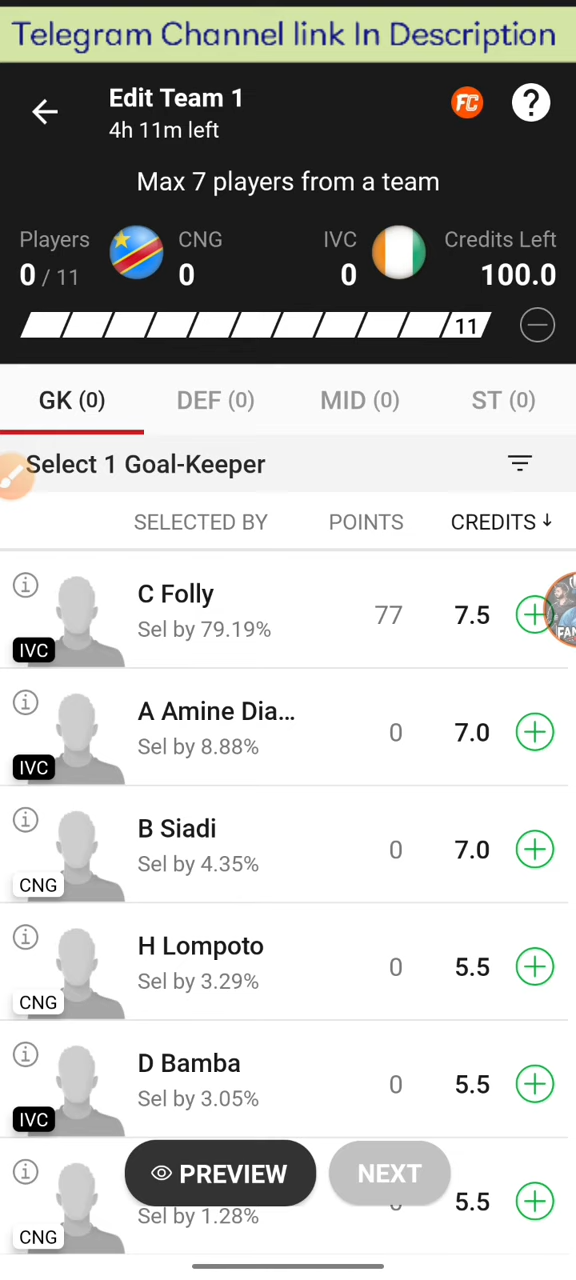 Telegram Channel link In Description
Edit Team 1
4h 11m left
FC
?
Max 7 players from a team
Players
0 / 11
CNG
0
IVC
0
Credits Left
100.0
11
GK (0)
DEF (0)
MID (0)
ST (0)
Select 1 Goal-Keeper
SELECTED BY
POINTS
CREDITS ↓
C Folly
Sel by 79.19%
IVC
77
7.5
FAN
A Amine Dia...
Sel by 8.88%
IVC
0
7.0
B Siadi
Sel by 4.35%
CNG
0
7.0
H Lompoto
Sel by 3.29%
CNG
0
5.5
D Bamba
Sel by 3.05%
IVC
0
5.5
PREVIEW
NEXT
Sel by 1.28%
CNG
5.5